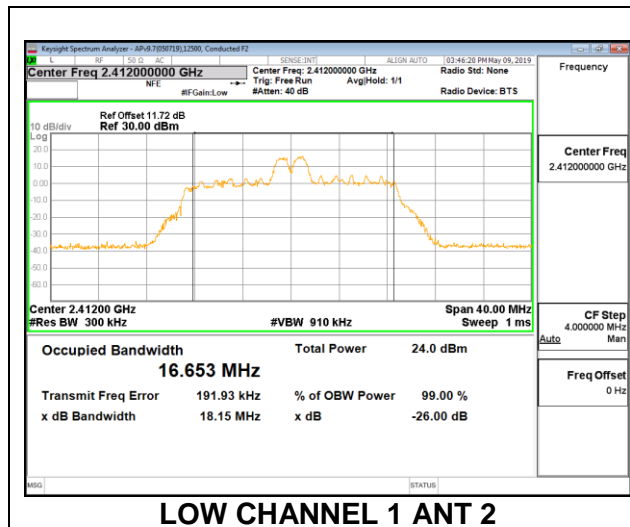 Keysight Spectrum Analyzer - APv9.7(050719),12500, Conducted F2
L RF 50 Ω AC SENSE:INT ALIGN AUTO 03:46:20 PM May 09, 2019
Center Freq 2.412000000 GHz Center Freq: 2.412000000 GHz Radio Std: None Frequency
NFE Trig: Free Run Avg|Hold: 1/1
#IFGain:Low #Atten: 40 dB Radio Device: BTS
Ref Offset 11.72 dB
10 dB/div Ref 30.00 dBm
Log
20.0
10.0
0.00
-10.0
-20.0
-30.0
-40.0
-50.0
-60.0
Center 2.41200 GHz Span 40.00 MHz
#Res BW 300 kHz #VBW 910 kHz Sweep 1 ms
Occupied Bandwidth Total Power 24.0 dBm
16.653 MHz
Transmit Freq Error 191.93 kHz % of OBW Power 99.00 %
x dB Bandwidth 18.15 MHz x dB -26.00 dB
Center Freq
2.412000000 GHz
CF Step
4.000000 MHz
Auto Man
Freq Offset
0 Hz
MSG STATUS
LOW CHANNEL 1 ANT 2